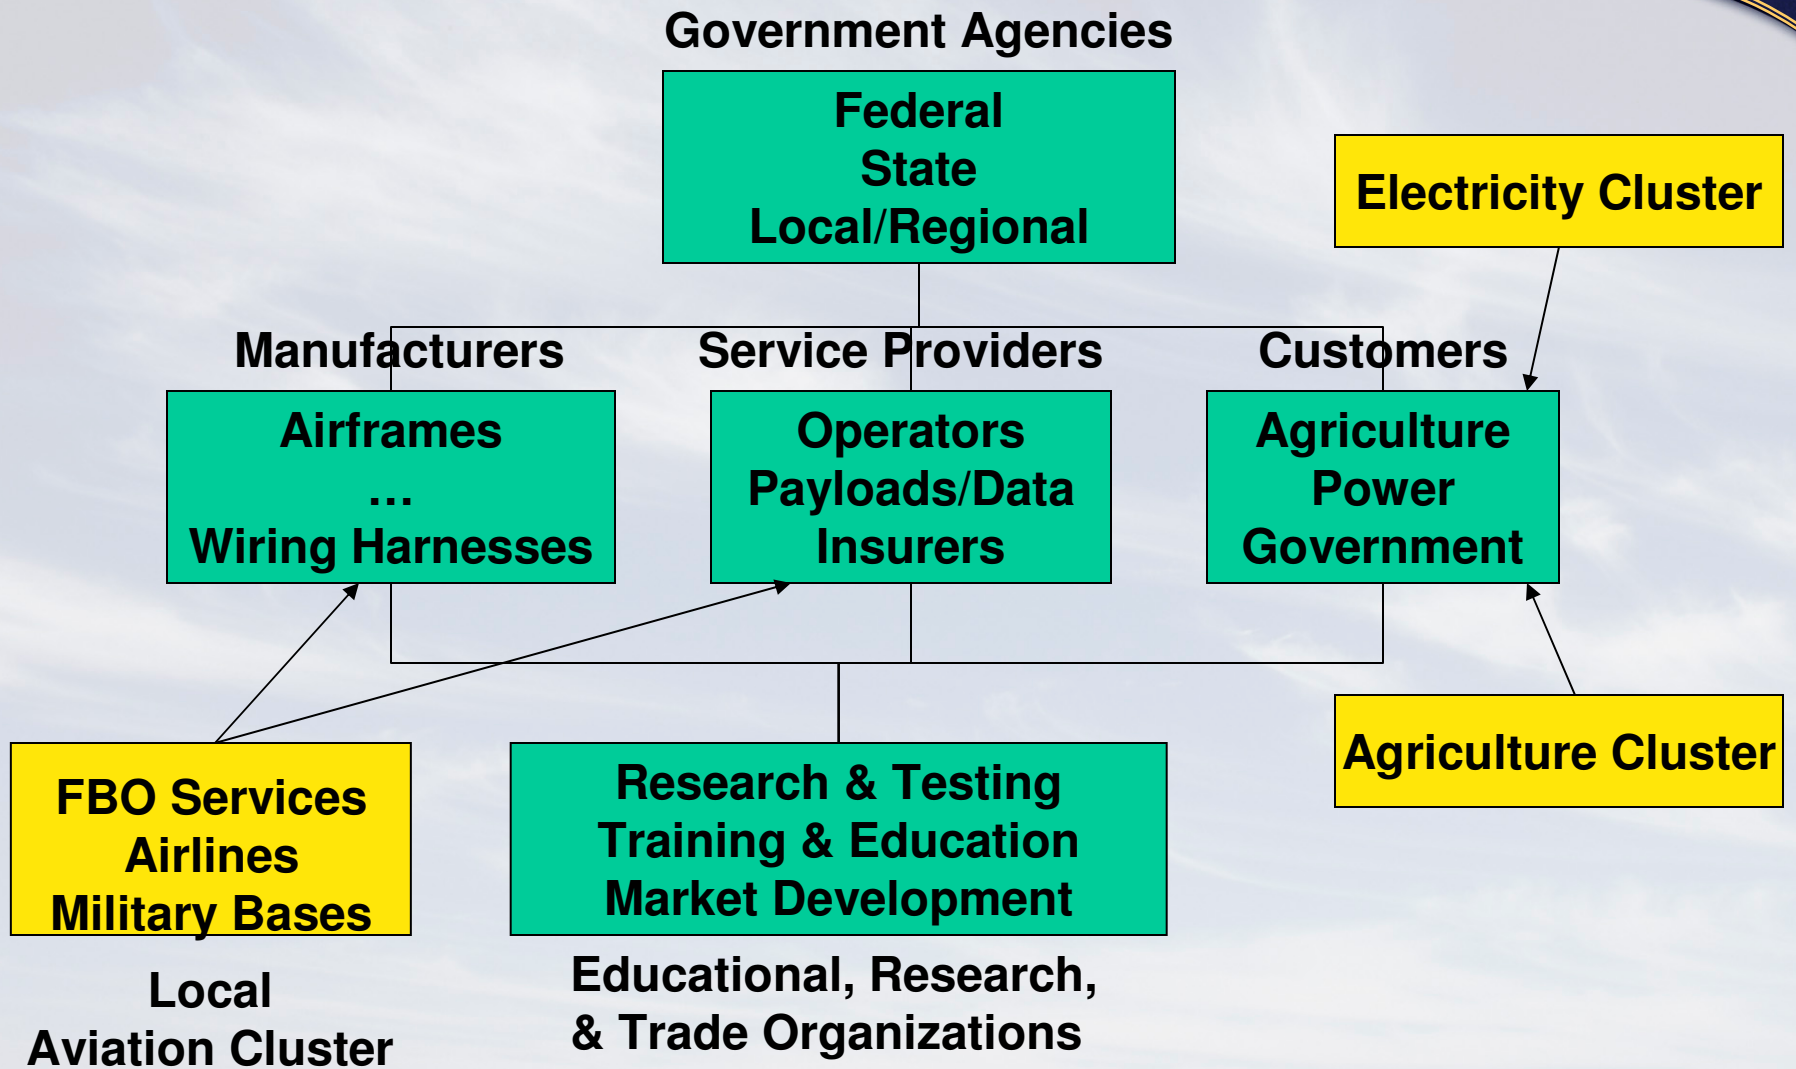 Government Agencies
Federal
State
Local/Regional
Electricity Cluster
Manufacturers
Service Providers
Customers
Airframes
...
Wiring Harnesses
Operators
Payloads/Data
Insurers
Agriculture
Power
Government
FBO Services
Airlines
Military Bases
Local
Aviation Cluster
Research & Testing
Training & Education
Market Development
Educational, Research,
& Trade Organizations
Agriculture Cluster